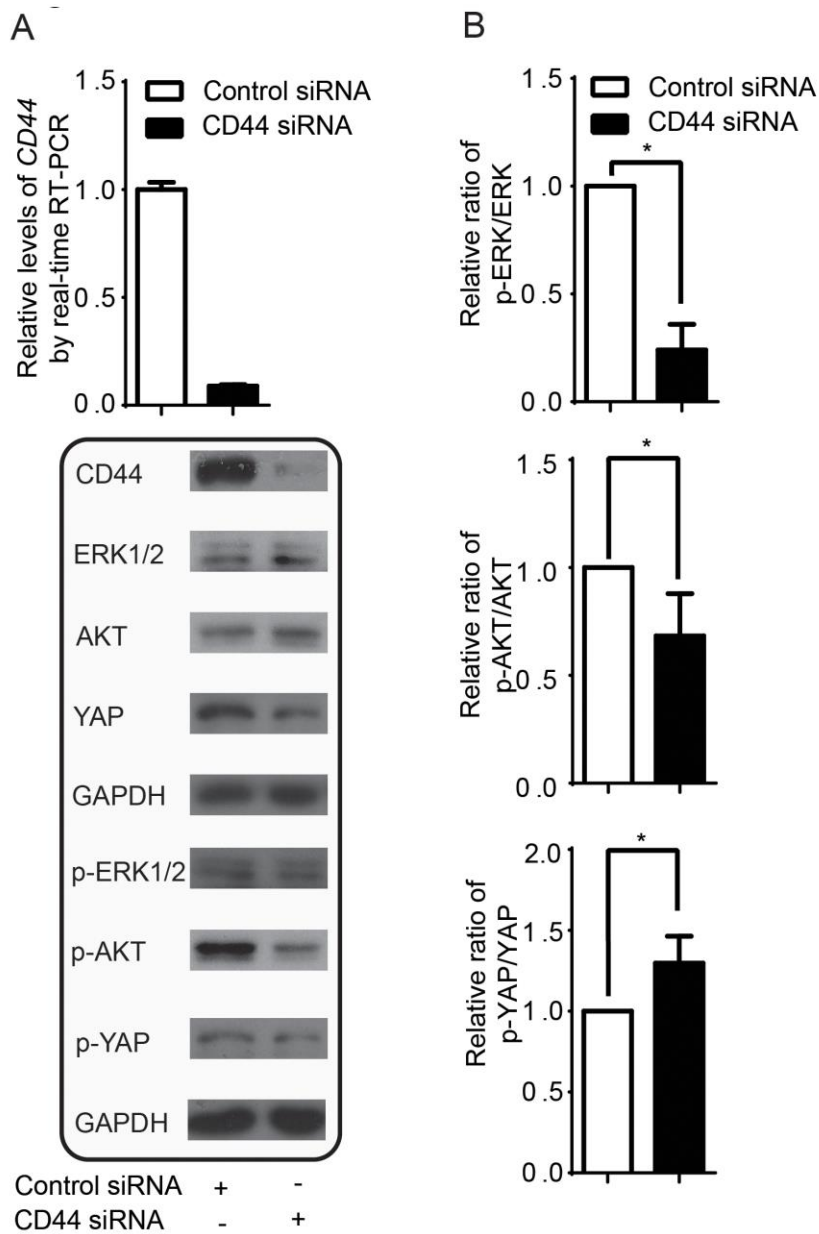 A
Relative levels of CD44
by real-time RT-PCR
1.5
1.0
0.5
0.0
Control siRNA
CD44 siRNA
CD44
ERK1/2
AKT
YAP
GAPDH
p-ERK1/2
p-AKT
p-YAP
GAPDH
Control siRNA + -
CD44 siRNA - +
B
Relative ratio of
p-ERK/ERK
1.5
1.0
0.5
0.0
Control siRNA
CD44 siRNA
*
Relative ratio of
p-AKT/AKT
1.5
1.0
0.5
0.0
*
Relative ratio of
p-YAP/YAP
2.0
1.5
1.0
0.5
0.0
*